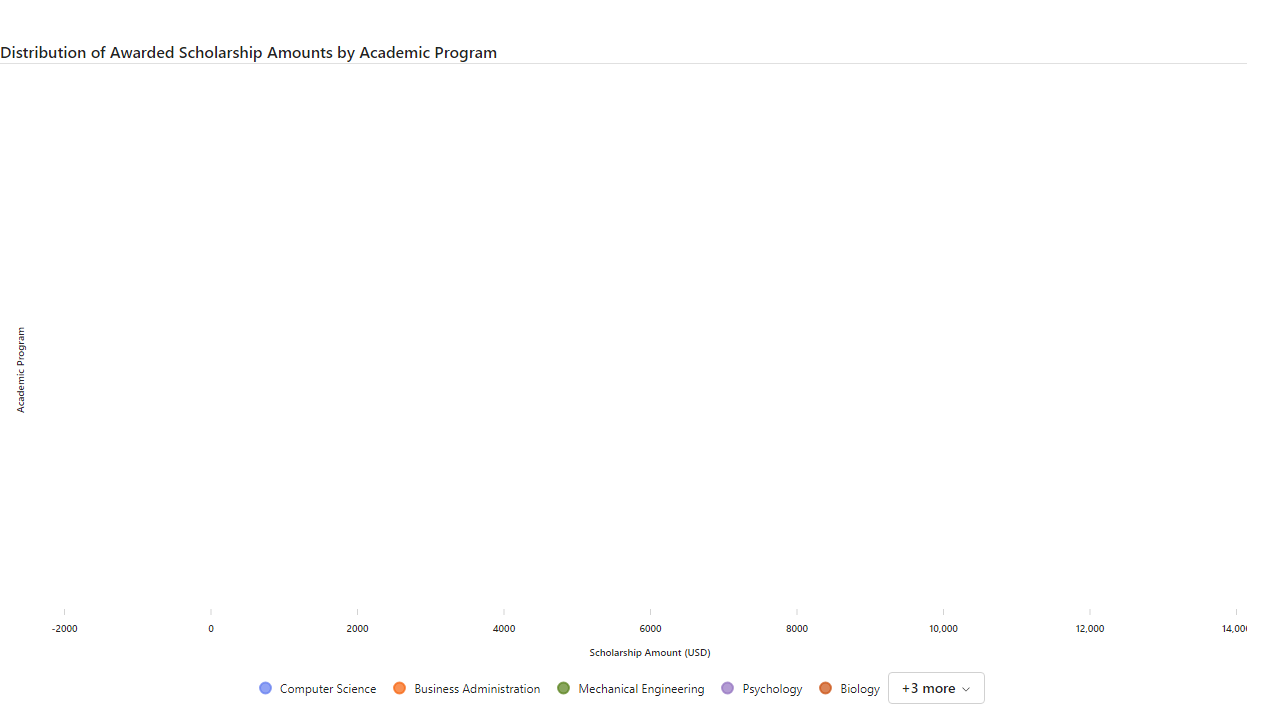 Distribution of Awarded Scholarship Amounts by Academic Program
Academic Program
-2000 0 2000 4000 6000 8000 10,000 12,000
Scholarship Amount (USD)
Computer Science Business Administration Mechanical Engineering Psychology Biology +3 more